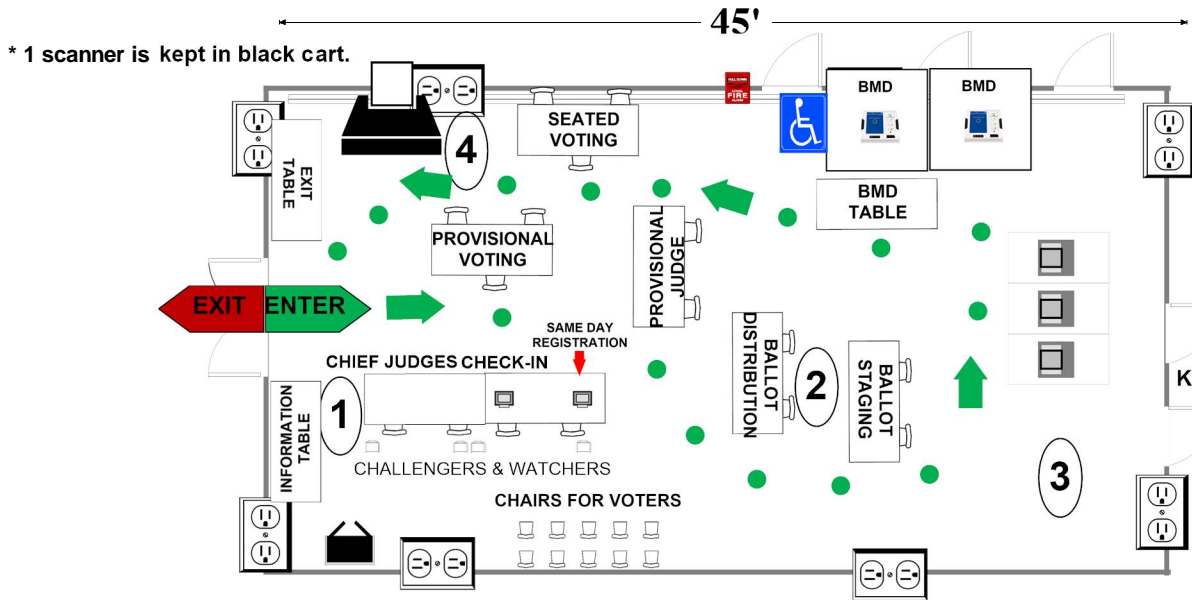 45'
* 1 scanner is kept in black cart.
FIRE
BMD
BMD
SEATED
VOTING
4
EXIT
TABLE
BMD
TABLE
PROVISIONAL
VOTING
PROVISIONAL
JUDGE
EXIT
ENTER
SAME DAY
REGISTRATION
CHIEF JUDGES
CHECK-IN
BALLOT
DISTRIBUTION
2
BALLOT
STAGING
K
INFORMATION
TABLE
1
CHALLENGERS & WATCHERS
3
CHAIRS FOR VOTERS